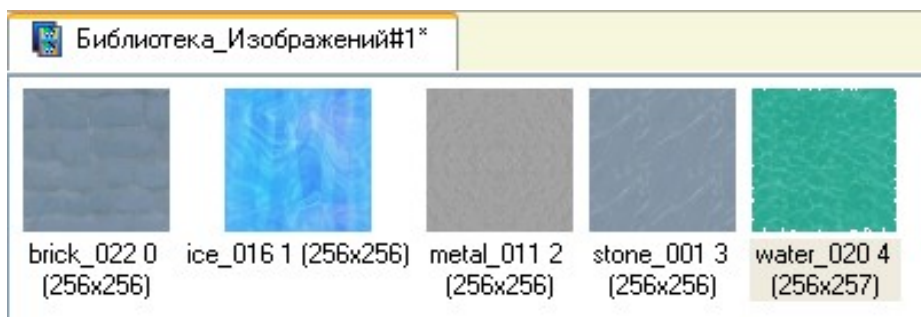 Библиотека_Изображений#1*
brick_022 0
(256x256)
ice_016 1 (256x256)
metal_011 2
(256x256)
stone_001 3
(256x256)
water_020 4
(256x257)